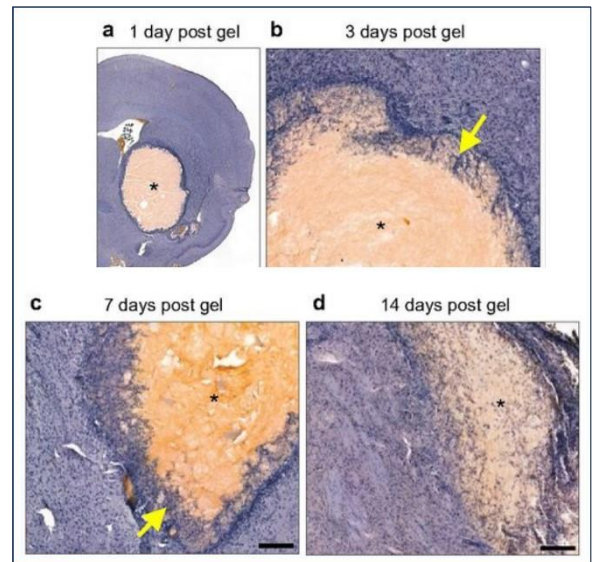 a 1 day post gel
b 3 days post gel
*
*
c 7 days post gel
d 14 days post gel
*
*